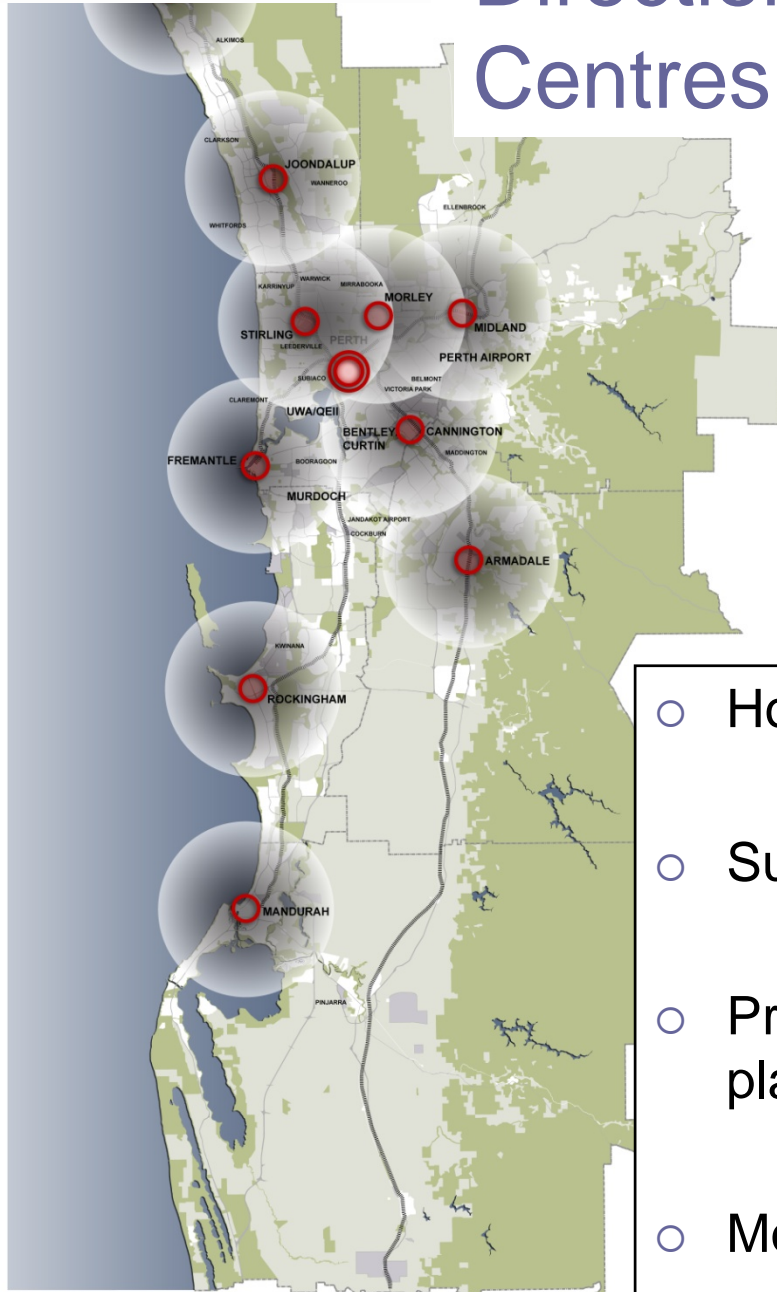 Direction
Centres
ALKIMOS
CLARKSON
JOONDALUP
WANNEROO
WHITFORDS
ELLENBROOK
KARRINYUP
WARWICK
MIRRABOOKA
MORLEY
STIRLING
LEEDERVILLE
PERTH
MIDLAND
PERTH AIRPORT
SUBIACO
BELMONT
VICTORIA PARK
CLAREMONT
UWA/QEII
BENTLEY
CURTIN
CANNINGTON
MADDINGTON
FREMANTLE
BOORAGOON
MURDOCH
JANDAKOT AIRPORT
COCKBURN
ARMADALE
KWINANA
ROCKINGHAM
MANDURAH
PINJARRA
○ Ho
○ Su
○ Pr
pla
○ Mo